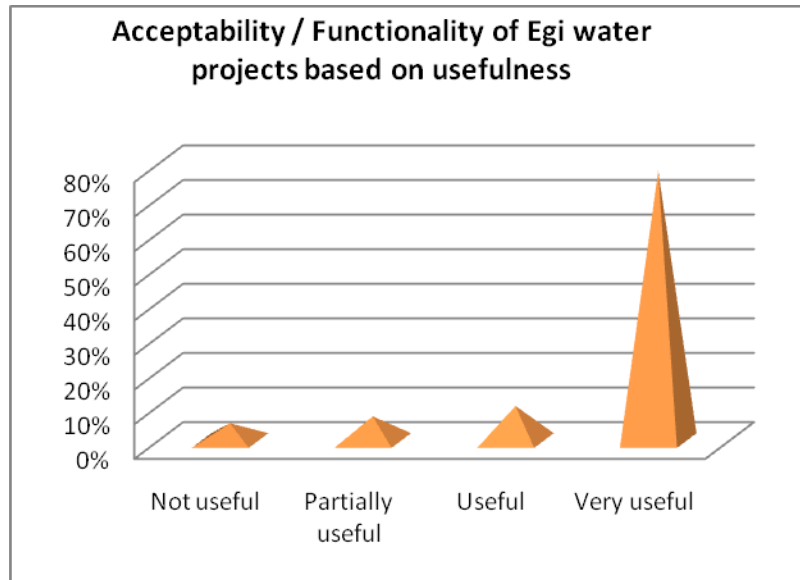 Acceptability / Functionality of Egi water
projects based on usefulness
80%
70%
60%
50%
40%
30%
20%
10%
0%
Not useful
Partially
useful
Useful
Very useful